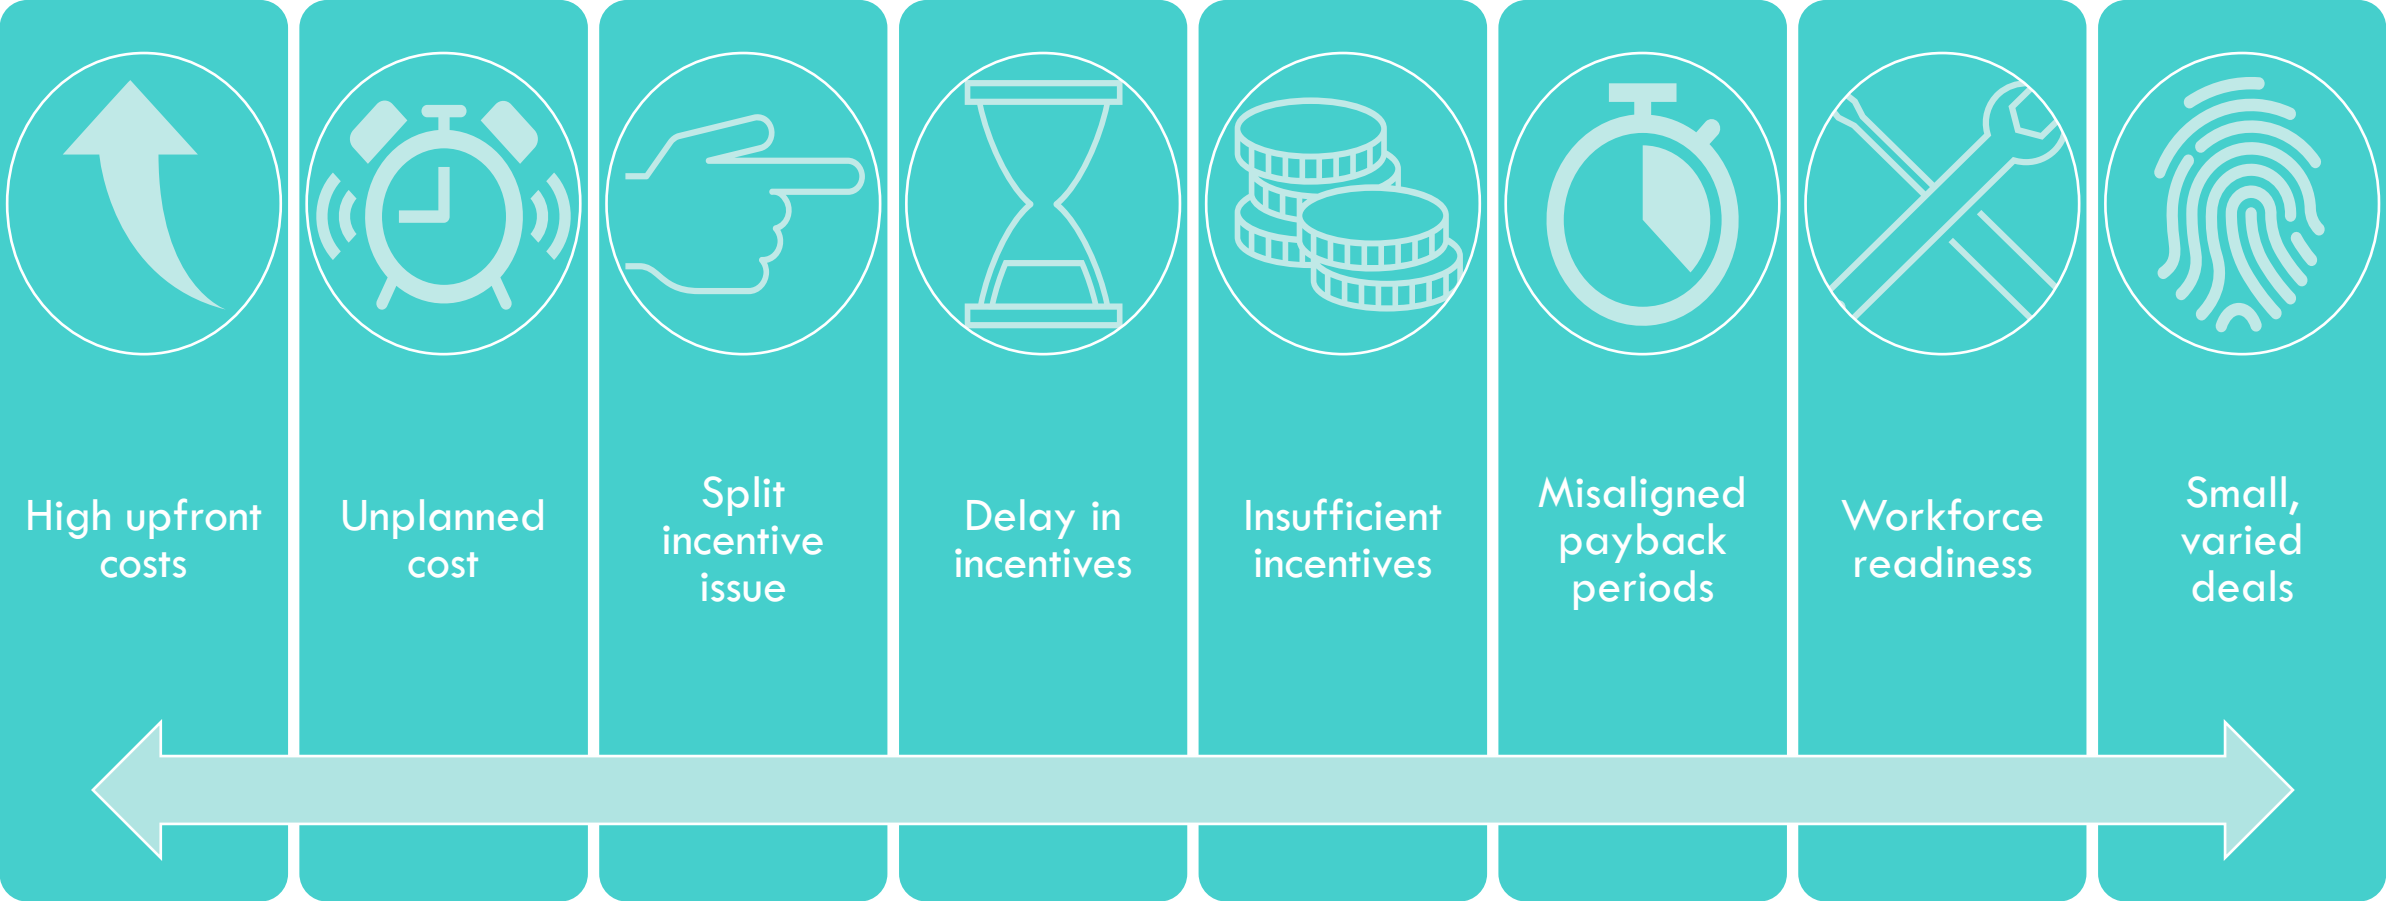 High upfront
costs
Unplanned
cost
Split
incentive
issue
Delay in
incentives
Insufficient
incentives
Misaligned
payback
periods
Workforce
readiness
Small,
varied
deals